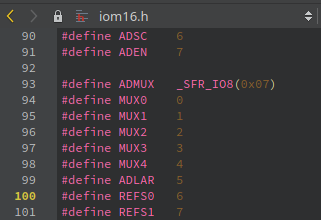 iom16.h
90 #define ADSC 6
91 #define ADEN 7
92
93 #define ADMUX _SFR_IO8(0x07)
94 #define MUX0 0
95 #define MUX1 1
96 #define MUX2 2
97 #define MUX3 3
98 #define MUX4 4
99 #define ADLAR 5
100 #define REFS0 6
101 #define REFS1 7